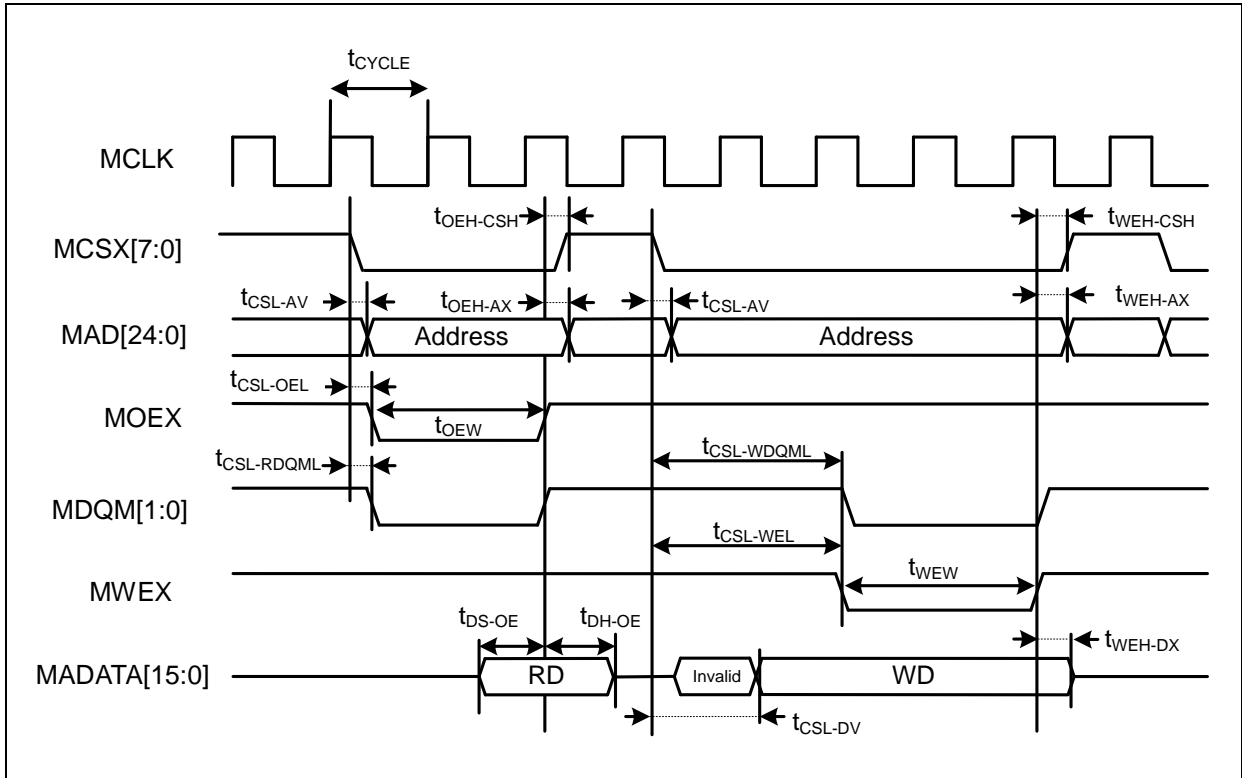 tCYCLE
MCLK
tOEH-CSH
tWEH-CSH
MCSX[7:0]
tCSL-AV
tOEH-AX
tCSL-AV
tWEH-AX
MAD[24:0]
Address
Address
tCSL-OEL
MOEX
tOEW
tCSL-WDQML
tCSL-RDQML
MDQM[1:0]
tCSL-WEL
tWEW
MWEX
tDS-OE
tDH-OE
tWEH-DX
MADATA[15:0]
RD
Invalid
WD
tCSL-DV